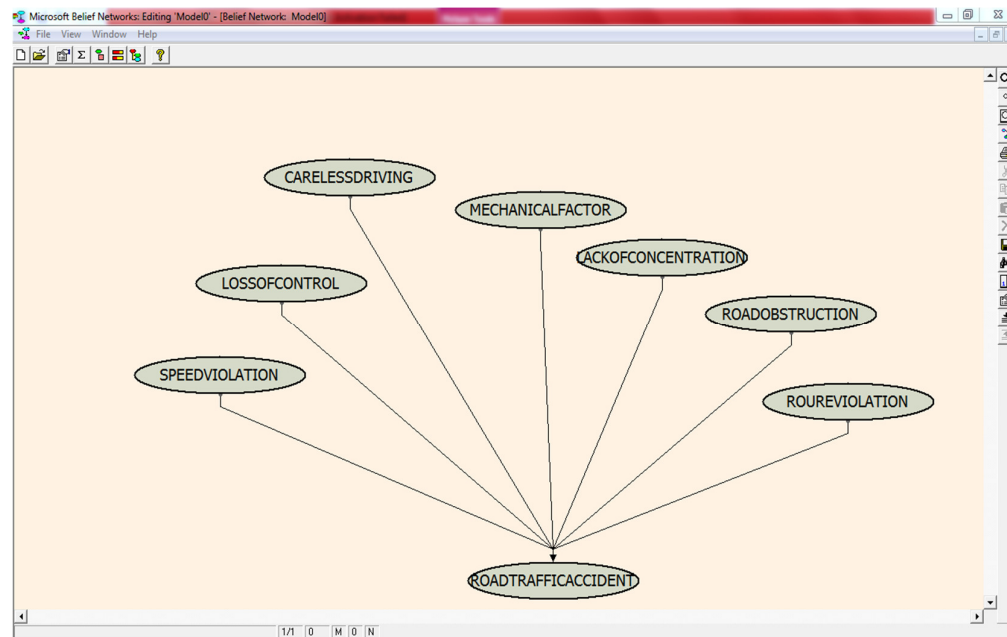 Microsoft Belief Networks: Editing 'Model0' - [Belief Network: Model0]
File View Window Help
CARELESSDRIVING
MECHANICALFACTOR
LACKOFCONCENTRATION
LOSSOFCONTROL
ROADOBSTRUCTION
SPEEDVIOLATION
ROUREVIOLATION
ROADTRAFFICACCIDENT
1/1 0 M 0 N